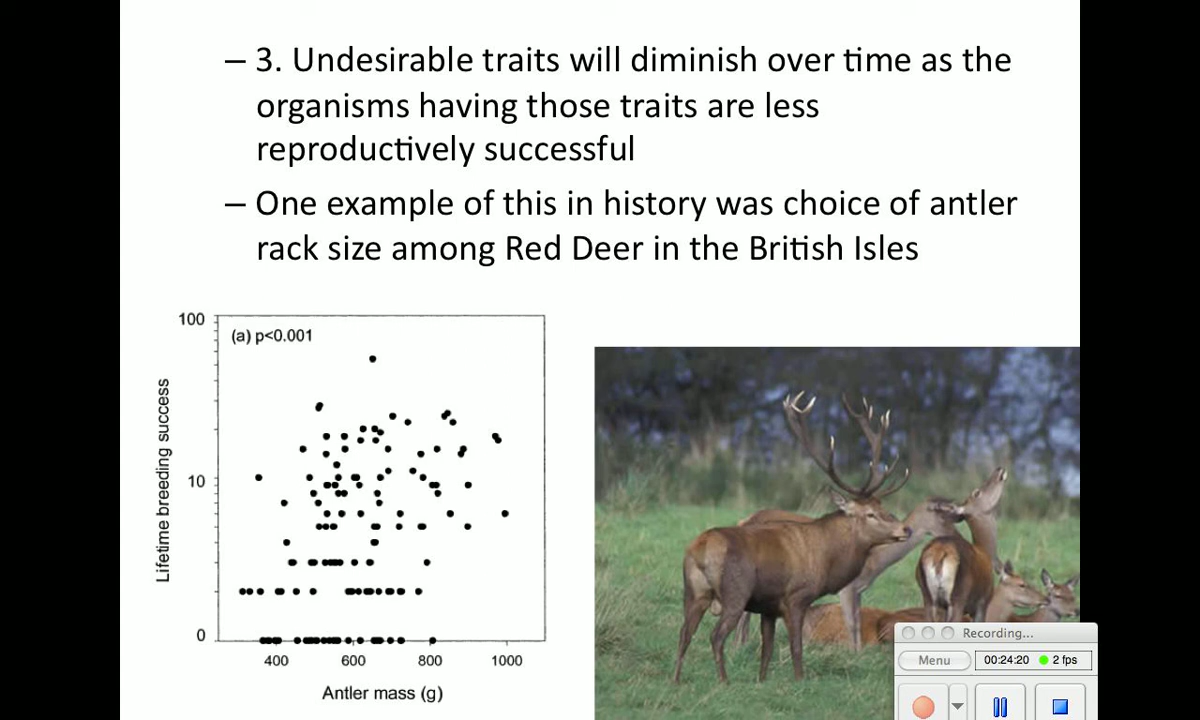 – 3. Undesirable traits will diminish over time as the
organisms having those traits are less
reproductively successful
– One example of this in history was choice of antler
rack size among Red Deer in the British Isles
100
(a) p<0.001
Lifetime breeding success
10
0
400 600 800 1000
Antler mass (g)
Recording...
Menu 00:24:20 2 fps